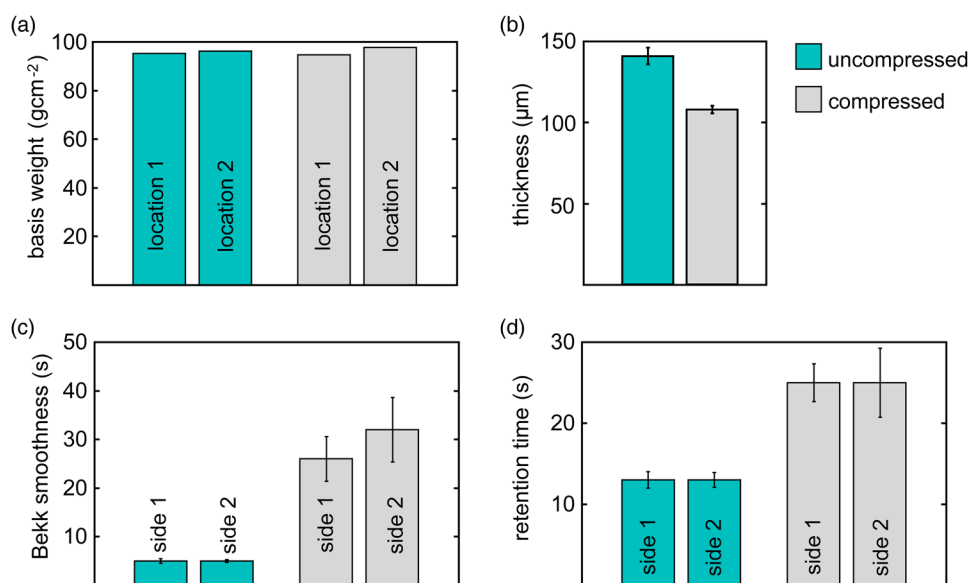 (a)
basis weight (gcm-2)
100
80
60
40
20
location 1
location 2
location 1
location 2
(b)
thickness (µm)
150
100
50
uncompressed
compressed
(c)
Bekk smoothness (s)
50
40
30
20
10
side 1
side 2
side 1
side 2
(d)
retention time (s)
30
20
10
side 1
side 2
side 1
side 2